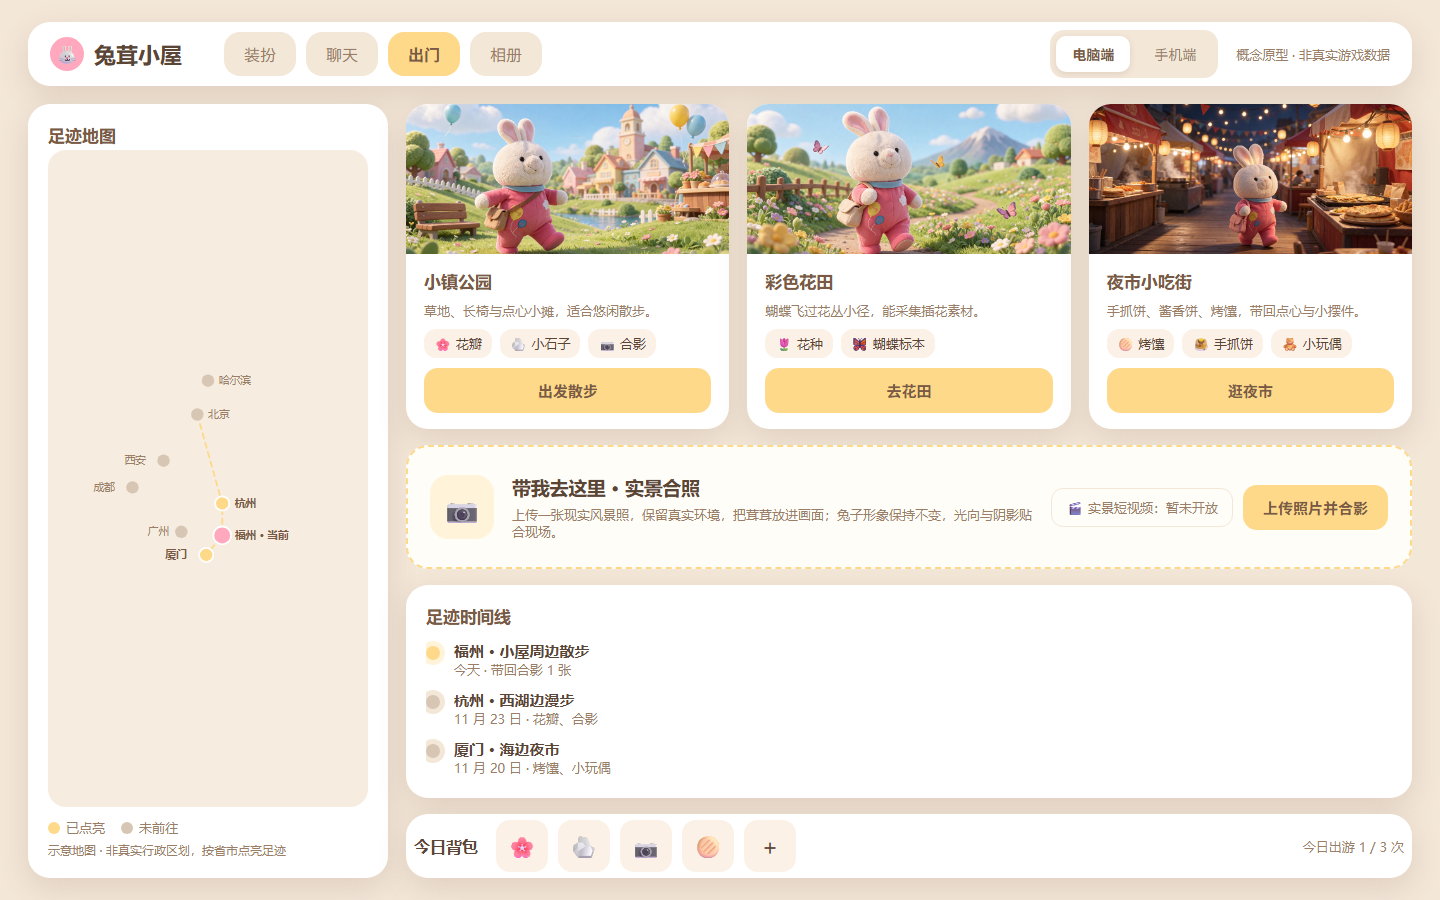 兔茸小屋
装扮
聊天
出门
相册
电脑端
手机端
概念原型 · 非真实游戏数据
足迹地图
哈尔滨
北京
西安
成都
杭州
广州
福州 • 当前
厦门
已点亮
未前往
示意地图 · 非真实行政区划，按省市点亮足迹
小镇公园
草地、长椅与点心小摊，适合悠闲散步。
花瓣
小石子
合影
出发散步
彩色花田
蝴蝶飞过花丛小径，能采集插花素材。
花种
蝴蝶标本
去花田
夜市小吃街
手抓饼、酱香饼、烤馕，带回点心与小摆件。
烤馕
手抓饼
小玩偶
逛夜市
带我去这里 • 实景合照
上传一张现实风景照，保留真实环境，把茸茸放进画面；兔子形象保持不变，光向与阴影贴
合现场。
实景短视频：暂未开放
上传照片并合影
足迹时间线
福州 • 小屋周边散步
今天 · 带回合影 1 张
杭州 • 西湖边漫步
11 月 23 日 · 花瓣、合影
厦门 • 海边夜市
11 月 20 日 · 烤馕、小玩偶
今日背包
+
今日出游 1 / 3 次